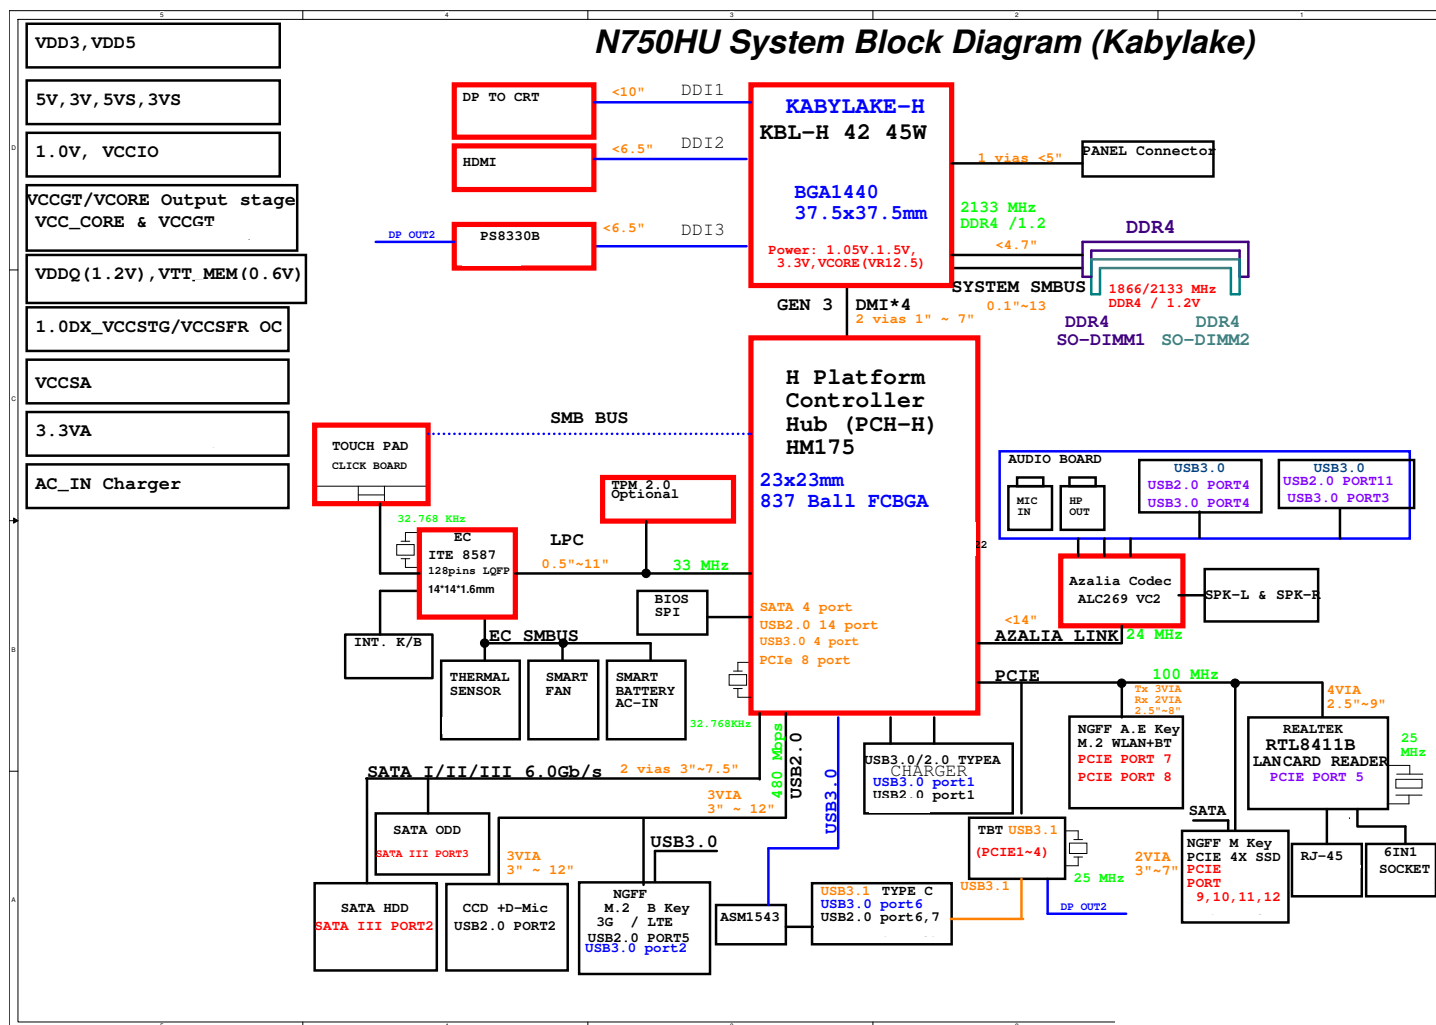 N750HU System Block Diagram (Kabylake)
VDD3,VDD5
5V,3V,5VS,3VS
1.0V, VCCIO
VCCGT/VCORE Output stage
VCC_CORE & VCCGT
VDDQ(1.2V),VTT_MEM(0.6V)
1.0DX_VCCSTG/VCCSFR OC
VCCSA
3.3VA
AC_IN Charger
DP TO CRT
<10"
DDI1
HDMI
<6.5"
DDI2
DP OUT2
PS8330B
<6.5"
DDI3
KABYLAKE-H
KBL-H 42 45W
BGA1440
37.5x37.5mm
Power: 1.05V.1.5V,
3.3V,VCORE(VR12.5)
1 vias <5"
PANEL Connector
2133 MHz
DDR4 /1.2
<4.7"
DDR4
SYSTEM SMBUS
0.1"~13
1866/2133 MHz
DDR4 / 1.2V
DDR4
SO-DIMM1
DDR4
SO-DIMM2
GEN 3
DMI*4
2 vias 1" ~ 7"
H Platform
Controller
Hub (PCH-H)
HM175
23x23mm
837 Ball FCBGA
SATA 4 port
USB2.0 14 port
USB3.0 4 port
PCIe 8 port
22
SMB BUS
TOUCH PAD
CLICK BOARD
TPM 2.0
Optional
32.768 KHz
EC
ITE 8587
128pins LQFP
14*14*1.6mm
LPC
0.5"~11"
33 MHz
BIOS
SPI
INT. K/B
EC SMBUS
THERMAL
SENSOR
SMART
FAN
SMART
BATTERY
AC-IN
32.768KHz
AUDIO BOARD
MIC
IN
HP
OUT
USB3.0
USB2.0 PORT4
USB3.0 PORT4
USB3.0
USB2.0 PORT11
USB3.0 PORT3
Azalia Codec
ALC269 VC2
SPK-L & SPK-R
<14"
AZALIA LINK
24 MHz
PCIE
100 MHz
Tx 3VIA
Rx 2VIA
2.5"~8"
4VIA
2.5"~9"
NGFF A.E Key
M.2 WLAN+BT
PCIE PORT 7
PCIE PORT 8
REALTEK
RTL8411B
LANCARD READER
PCIE PORT 5
25
MHz
SATA I/II/III 6.0Gb/s
2 vias 3"~7.5"
480 Mbps
USB2.0
USB3.0
3VIA
3" ~ 12"
USB3.0/2.0 TYPEA
CHARGER
USB3.0 port1
USB2.0 port1
SATA ODD
SATA III PORT3
3VIA
3" ~ 12"
USB3.0
TBT USB3.1
(PCIE1~4)
25 MHz
USB3.1
DP OUT2
SATA
2VIA
3"~7"
NGFF M Key
PCIE 4X SSD
PCIE
PORT
9,10,11,12
RJ-45
6IN1
SOCKET
SATA HDD
SATA III PORT2
CCD +D-Mic
USB2.0 PORT2
NGFF
M.2 B Key
3G / LTE
USB2.0 PORT5
USB3.0 port2
ASM1543
USB3.1 TYPE C
USB3.0 port6
USB2.0 port6,7